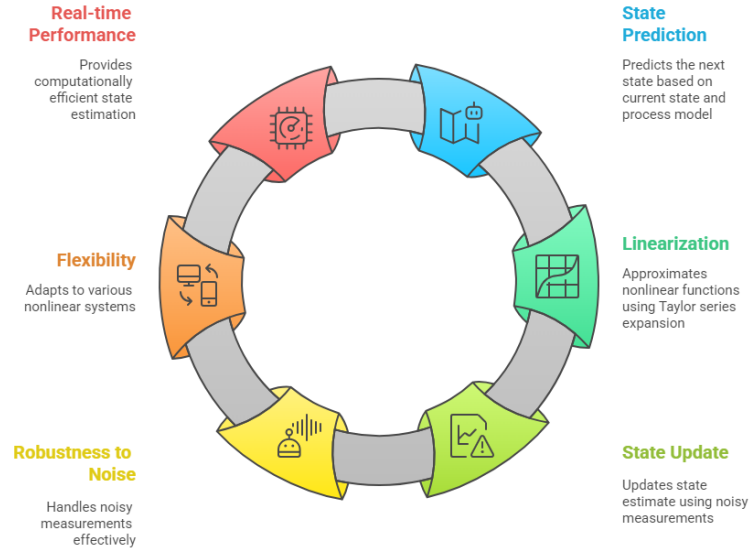 Real-time
Performance
Provides
computationally
efficient state
estimation
State
Prediction
Predicts the next
state based on
current state and
process model
Flexibility
Adapts to various
nonlinear systems
Linearization
Approximates
nonlinear functions
using Taylor series
expansion
Robustness to
Noise
Handles noisy
measurements
effectively
State Update
Updates state
estimate using noisy
measurements